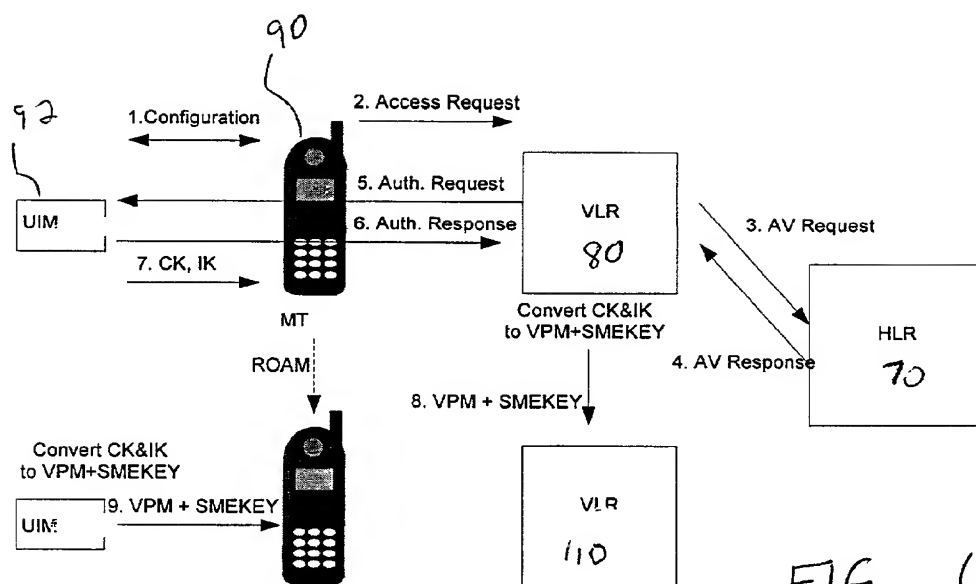 90
92
1.Configuration
2. Access Request
5. Auth. Request
UIM
6. Auth. Response
7. CK, IK
VLR
80
3. AV Request
MT
Convert CK&IK
to VPM+SMEKEY
4. AV Response
HLR
70
ROAM
8. VPM + SMEKEY
Convert CK&IK
to VPM+SMEKEY
UIM
9. VPM + SMEKEY
VLR
110